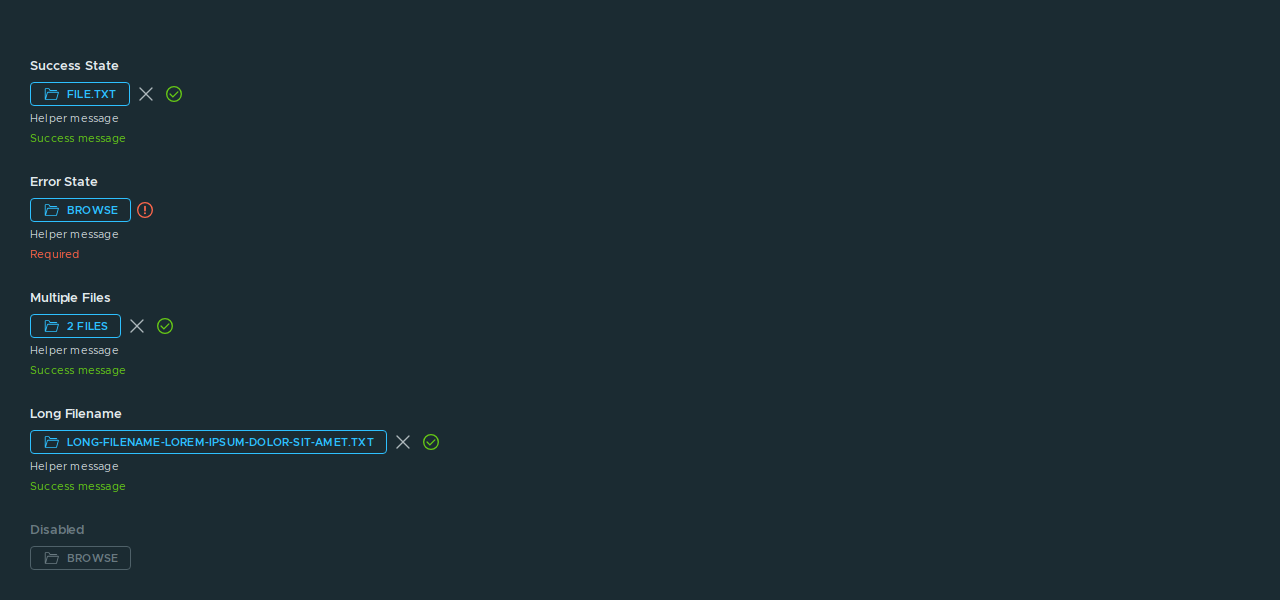 Success State
FILE.TXT
Helper message
Success message
Error State
BROWSE
Helper message
Required
Multiple Files
2 FILES
Helper message
Success message
Long Filename
LONG-FILENAME-LOREM-IPSUM-DOLOR-SIT-AMET.TXT
Helper message
Success message
Disabled
BROWSE